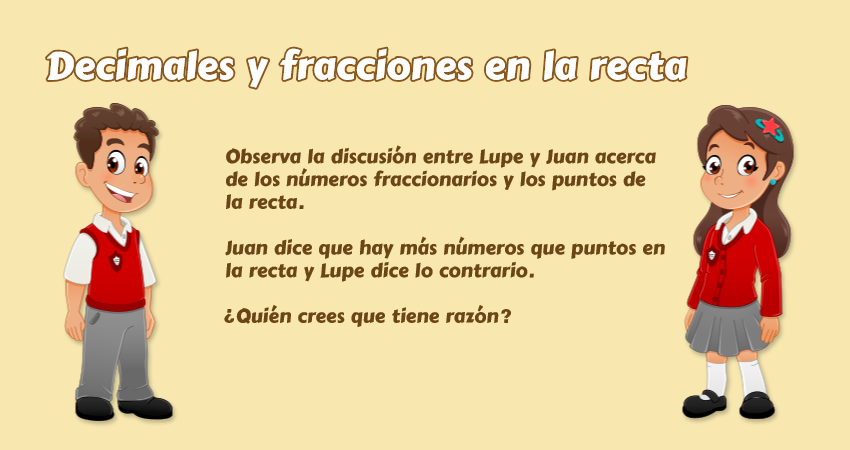 Decimales y fracciones en la recta
Observa la discusión entre Lupe y Juan acerca
de los números fraccionarios y los puntos de
la recta.
Juan dice que hay más números que puntos en
la recta y Lupe dice lo contrario.
¿Quién crees que tiene razón?